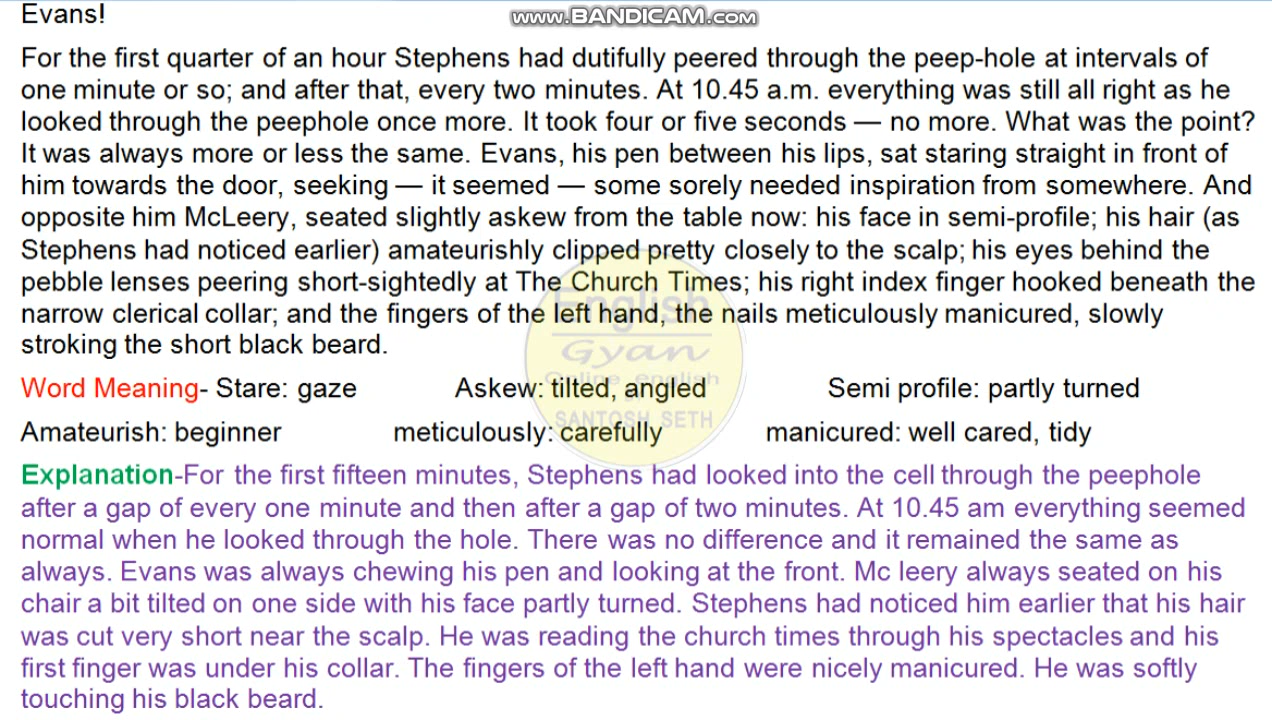 Evans!
www.BANDICAM.com
For the first quarter of an hour Stephens had dutifully peered through the peep-hole at intervals of
one minute or so; and after that, every two minutes. At 10.45 a.m. everything was still all right as he
looked through the peephole once more. It took four or five seconds — no more. What was the point?
It was always more or less the same. Evans, his pen between his lips, sat staring straight in front of
him towards the door, seeking — it seemed — some sorely needed inspiration from somewhere. And
opposite him McLeery, seated slightly askew from the table now: his face in semi-profile; his hair (as
Stephens had noticed earlier) amateurishly clipped pretty closely to the scalp; his eyes behind the
pebble lenses peering short-sightedly at The Church Times; his right index finger hooked beneath the
narrow clerical collar; and the fingers of the left hand, the nails meticulously manicured, slowly
stroking the short black beard.
English
Gyan
Online english
SANTOSH SETH
Word Meaning- Stare: gaze Askew: tilted, angled Semi profile: partly turned
Amateurish: beginner meticulously: carefully manicured: well cared, tidy
Explanation-For the first fifteen minutes, Stephens had looked into the cell through the peephole
after a gap of every one minute and then after a gap of two minutes. At 10.45 am everything seemed
normal when he looked through the hole. There was no difference and it remained the same as
always. Evans was always chewing his pen and looking at the front. Mc leery always seated on his
chair a bit tilted on one side with his face partly turned. Stephens had noticed him earlier that his hair
was cut very short near the scalp. He was reading the church times through his spectacles and his
first finger was under his collar. The fingers of the left hand were nicely manicured. He was softly
touching his black beard.